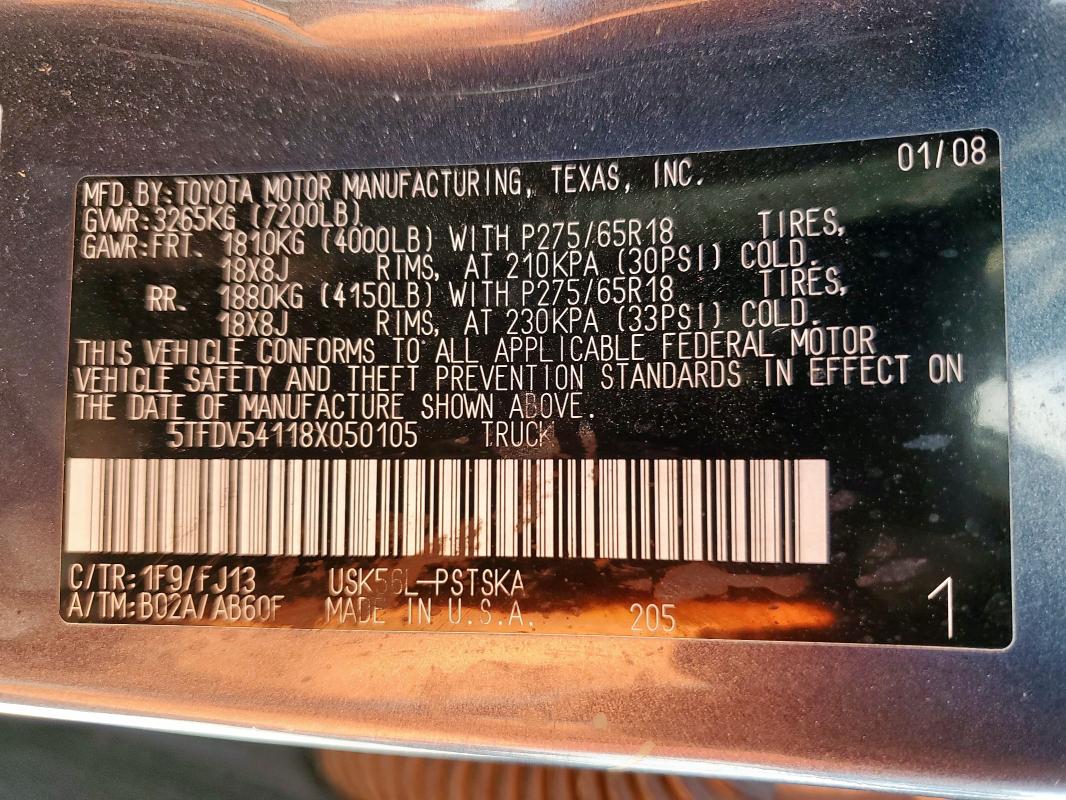 01/08
MFD.BY:TOYOTA MOTOR MANUFACTURING, TEXAS, INC.
GVWR:3265KG (7200LB)
GAWR:FRT. 1810KG (4000LB) WITH P275/65R18 TIRES,
18X8J RIMS, AT 210KPA (30PSI) COLD.
RR. 1880KG (4150LB) WITH P275/65R18 TIRES,
18X8J RIMS, AT 230KPA (33PSI) COLD.
THIS VEHICLE CONFORMS TO ALL APPLICABLE FEDERAL MOTOR
VEHICLE SAFETY AND THEFT PREVENTION STANDARDS IN EFFECT ON
THE DATE OF MANUFACTURE SHOWN ABOVE.
5TFDV54118X050105 TRUCK
C/TR:1F9/FJ13 USK56L-PSTSKA
A/TM:B02A/AB60F MADE IN U.S.A. 205 1